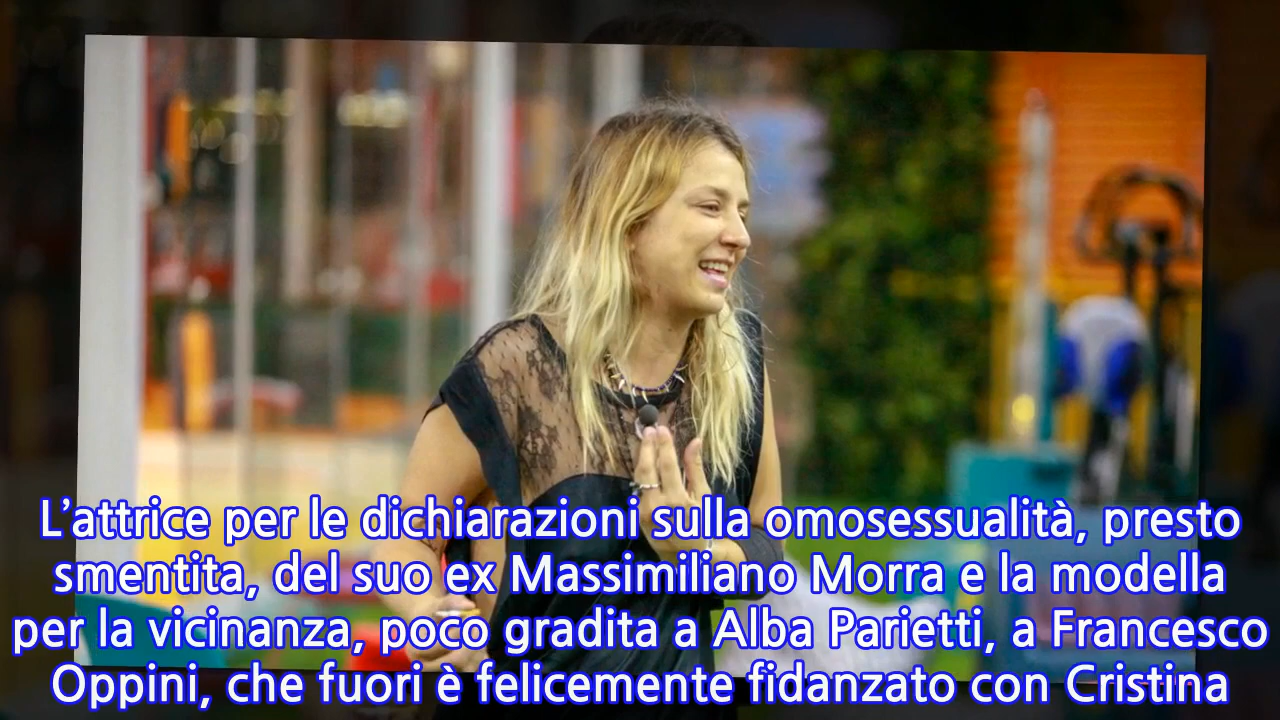 L’attrice per le dichiarazioni sulla omosessualità, presto
smentita, del suo ex Massimiliano Morra e la modella
per la vicinanza, poco gradita a Alba Parietti, a Francesco
Oppini, che fuori è felicemente fidanzato con Cristina